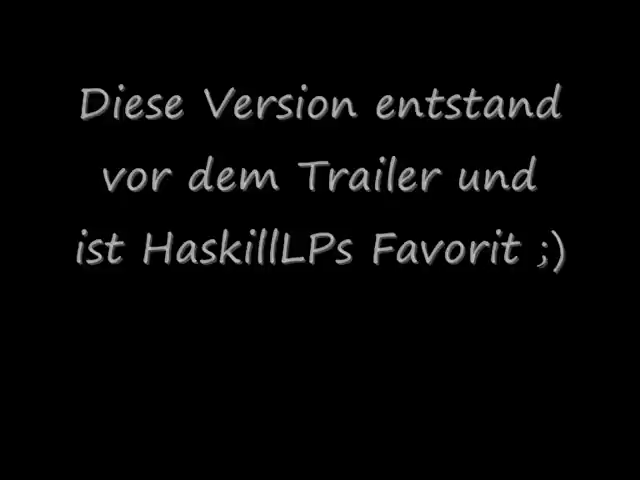 Diese Version entstand
vor dem Trailer und
ist HaskillLPs Favorit ;)